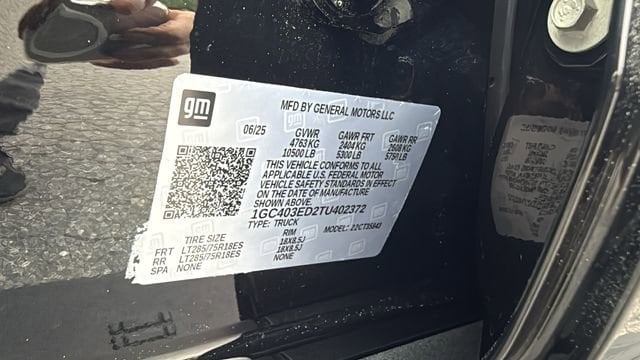 gm
MFD BY GENERAL MOTORS LLC
06/25 GVWR GAWR FRT GAWR RR
4763 KG 2404 KG 2608 KG
10500 LB 5300 LB 5750 LB
THIS VEHICLE CONFORMS TO ALL
APPLICABLE U.S. FEDERAL MOTOR
VEHICLE SAFETY STANDARDS IN EFFECT
ON THE DATE OF MANUFACTURE
SHOWN ABOVE.
1GC403ED2TU402372
TYPE: TRUCK MODEL: 22CT35843
TIRE SIZE RIM
FRT LT285/75R18ES 18X8.5J
RR LT285/75R18ES 18X8.5J
SPA NONE NONE